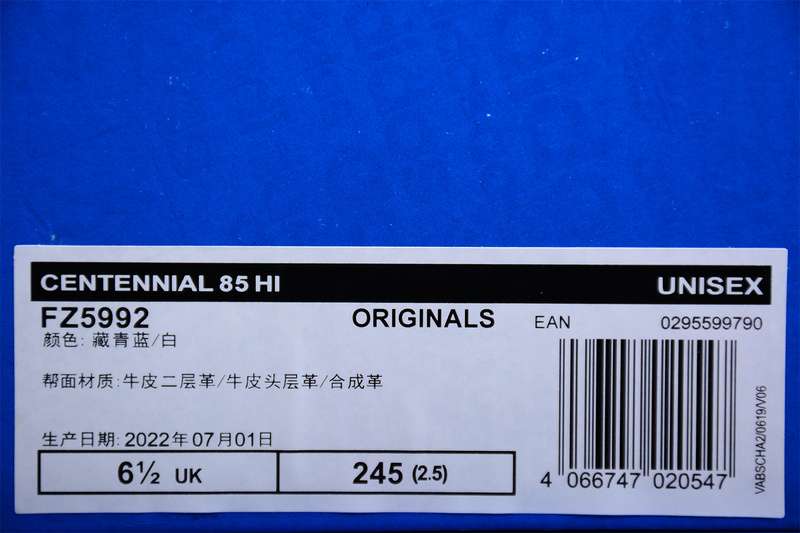 CENTENNIAL 85 HI UNISEX
FZ5992 ORIGINALS EAN 0295599790
颜色: 藏青蓝/白
帮面材质:牛皮二层革/牛皮头层革/合成革
生产日期: 2022年07月01日
6½ UK 245 (2.5)
4 066747 020547
VABSCHA2/0619/V06